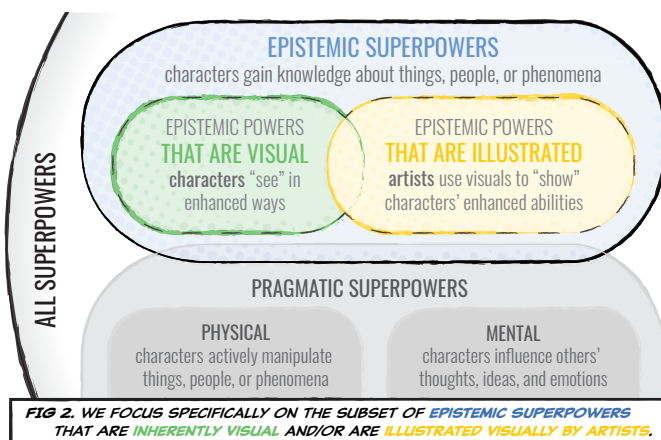 ALL SUPERPOWERS
EPISTEMIC SUPERPOWERS
characters gain knowledge about things, people, or phenomena
EPISTEMIC POWERS
THAT ARE VISUAL
characters “see” in
enhanced ways
EPISTEMIC POWERS
THAT ARE ILLUSTRATED
artists use visuals to “show”
characters’ enhanced abilities
PRAGMATIC SUPERPOWERS
PHYSICAL
characters actively manipulate
things, people, or phenomena
MENTAL
characters influence others’
thoughts, ideas, and emotions
FIG 2. WE FOCUS SPECIFICALLY ON THE SUBSET OF EPISTEMIC SUPERPOWERS
THAT ARE INHERENTLY VISUAL AND/OR ARE ILLUSTRATED VISUALLY BY ARTISTS.